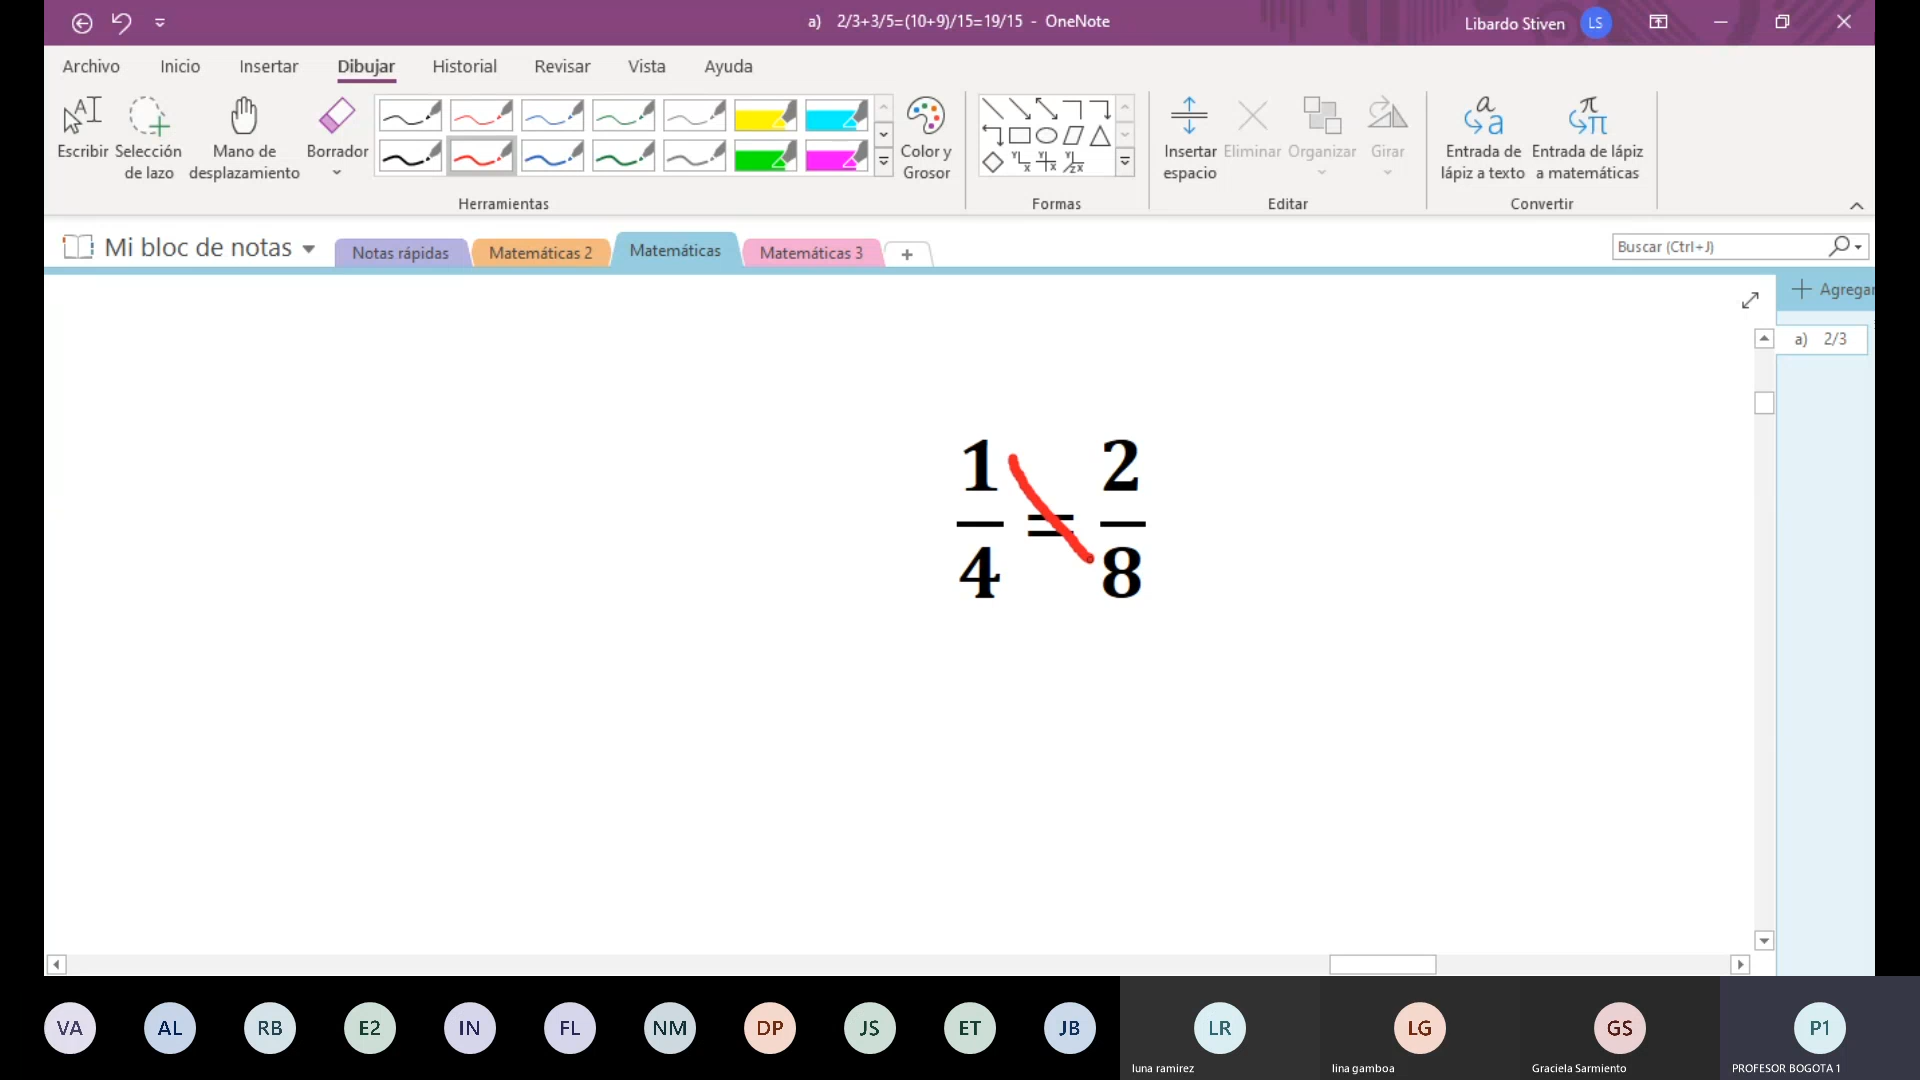 a) 2/3+3/5=(10+9)/15=19/15 - OneNote
Libardo Stiven LS
Archivo Inicio Insertar Dibujar Historial Revisar Vista Ayuda
Escribir
Selección de lazo
Mano de desplazamiento
Borrador
Color y Grosor
Insertar espacio
Eliminar
Organizar
Girar
Entrada de lápiz a texto
Entrada de lápiz a matemáticas
Herramientas Formas Editar Convertir
Mi bloc de notas
Notas rápidas Matemáticas 2 Matemáticas Matemáticas 3 +
Buscar (Ctrl+J)
Agregar
a) 2/3
1 2
=
4 8
VA AL RB E2 IN FL NM DP JS ET JB LR LG GS P1
luna ramirez lina gamboa Graciela Sarmiento PROFESOR BOGOTA 1